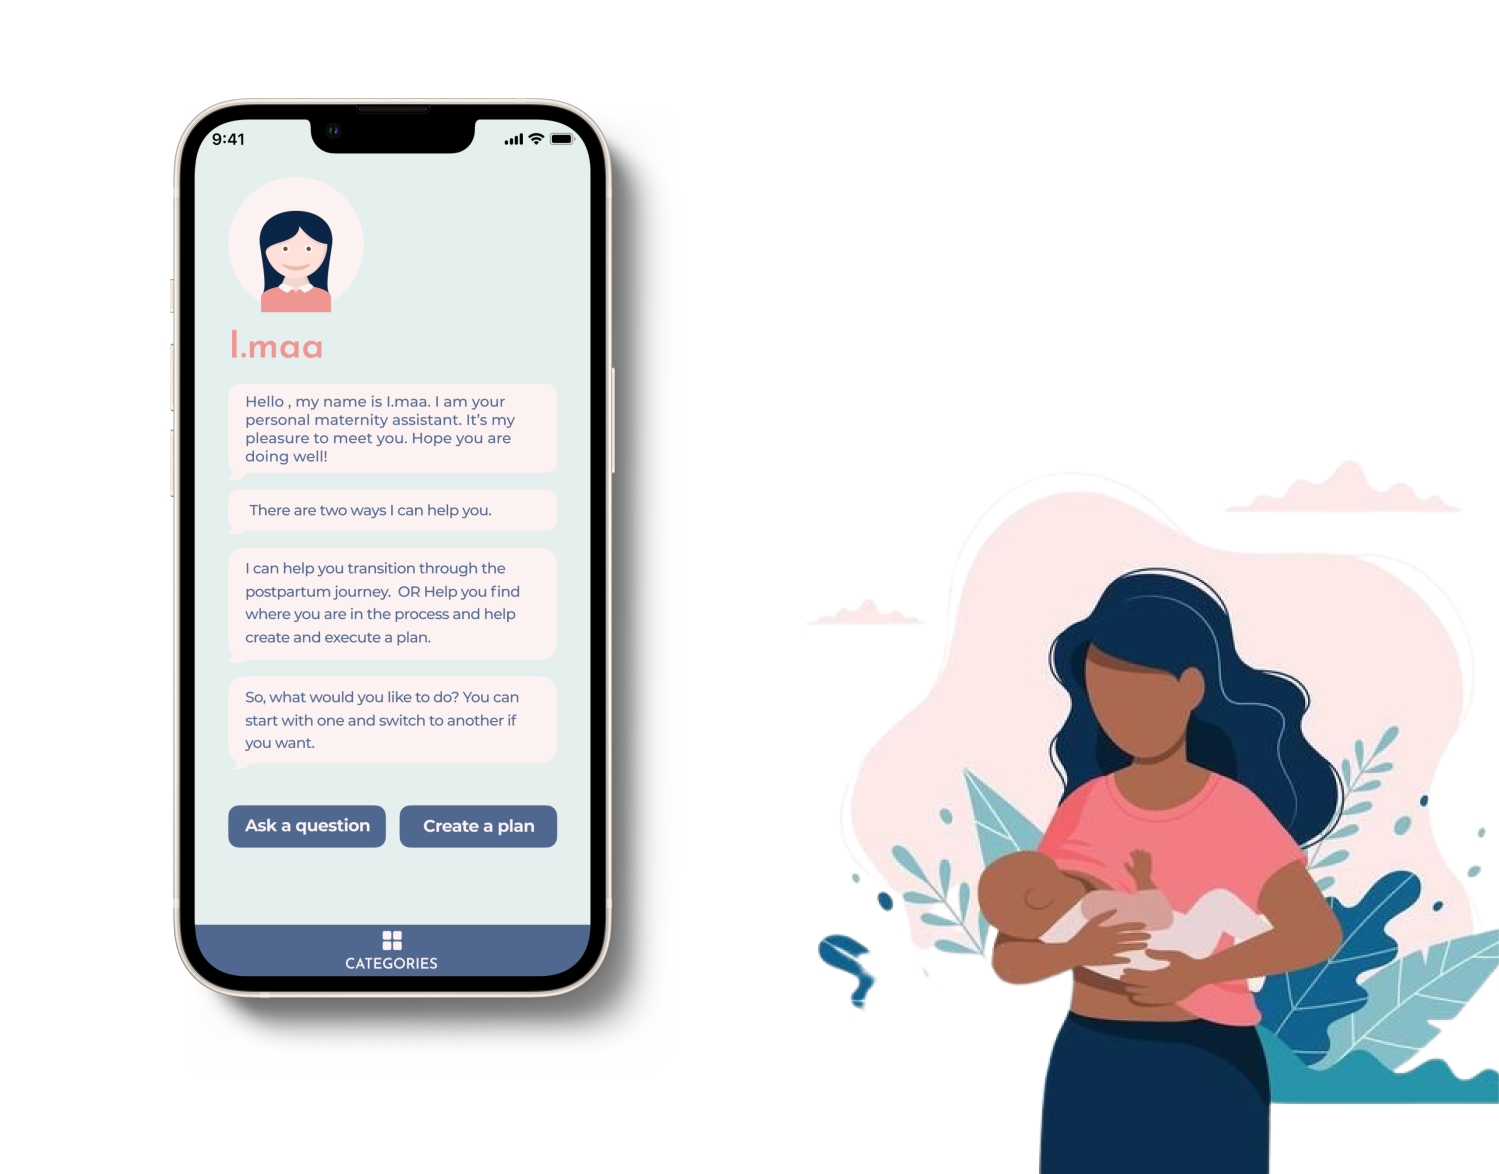 9:41
I.maa
Hello , my name is I.maa. I am your
personal maternity assistant. It's my
pleasure to meet you. Hope you are
doing well!
There are two ways I can help you.
I can help you transition through the
postpartum journey.  OR Help you find
where you are in the process and help
create and execute a plan.
So, what would you like to do? You can
start with one and switch to another if
you want.
Ask a question
Create a plan
CATEGORIES